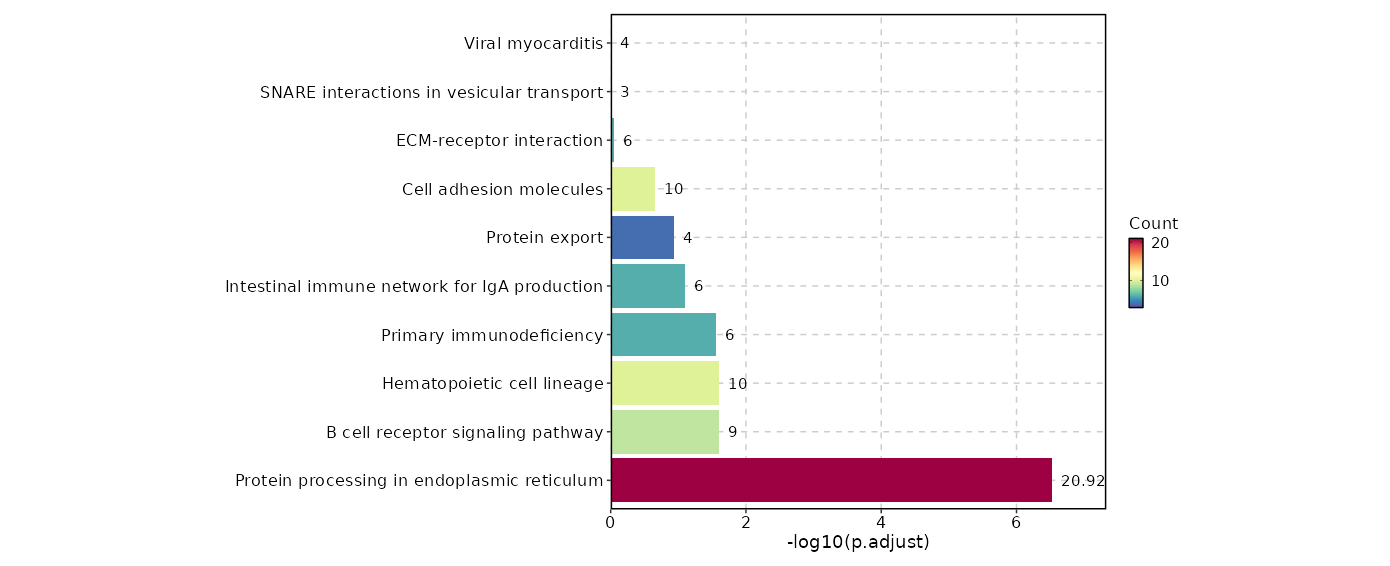 Viral myocarditis 4
SNARE interactions in vesicular transport 3
ECM-receptor interaction 6
Cell adhesion molecules 10
Protein export 4
Intestinal immune network for IgA production 6
Primary immunodeficiency 6
Hematopoietic cell lineage 10
B cell receptor signaling pathway 9
Protein processing in endoplasmic reticulum 20.92
0 2 4 6
-log10(p.adjust)
Count
20
10